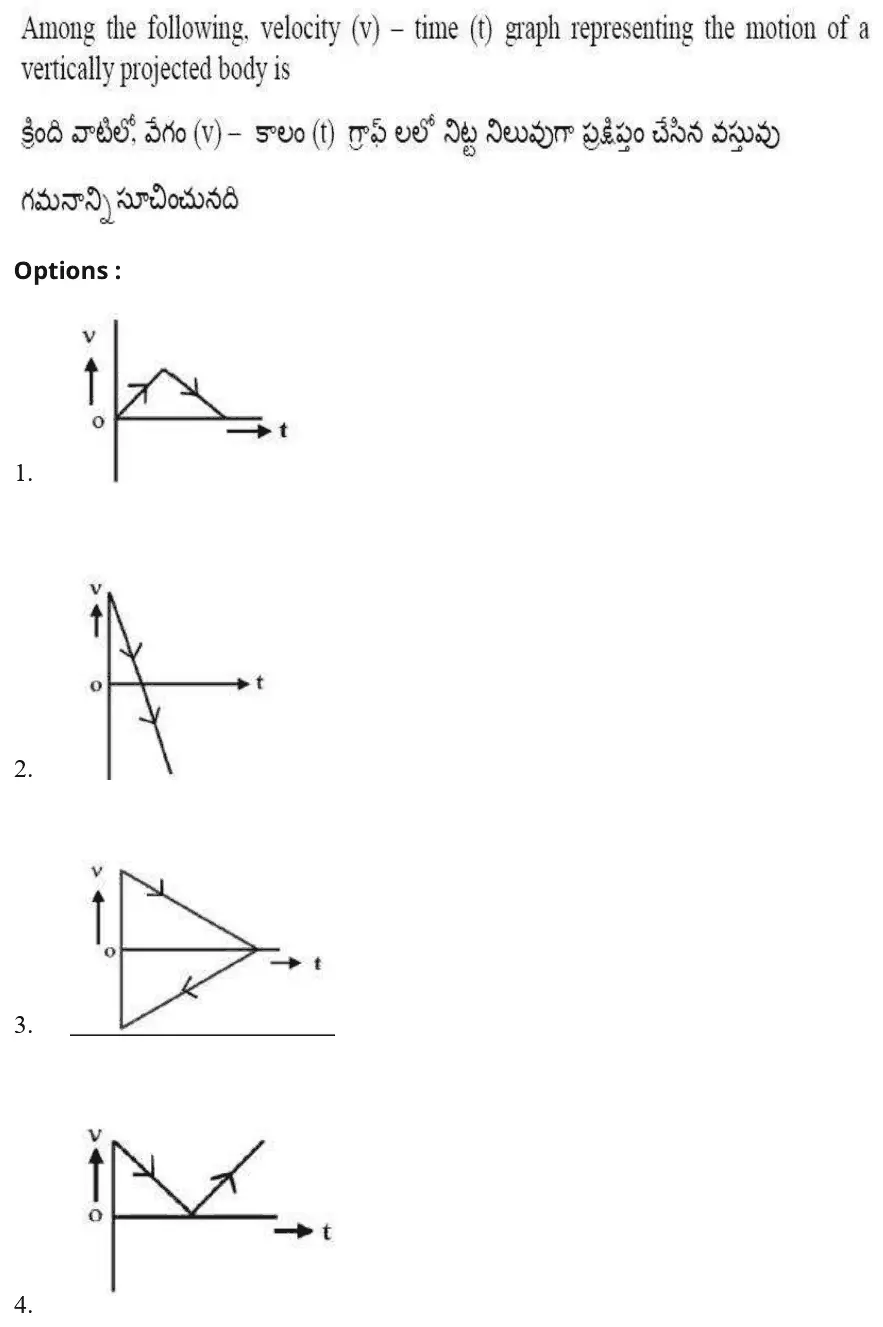 Among the following, velocity (v) – time (t) graph representing the motion of a
vertically projected body is
క్రింది వాటిలో, వేగం (v) – కాలం (t) గ్రాఫ్ లలో నిట్ట నిలువుగా ప్రక్షిప్తం చేసిన వస్తువు
గమనాన్ని సూచించునది
Options :
v
o
t
1.
v
o
t
2.
v
o
t
3.
v
o
t
4.